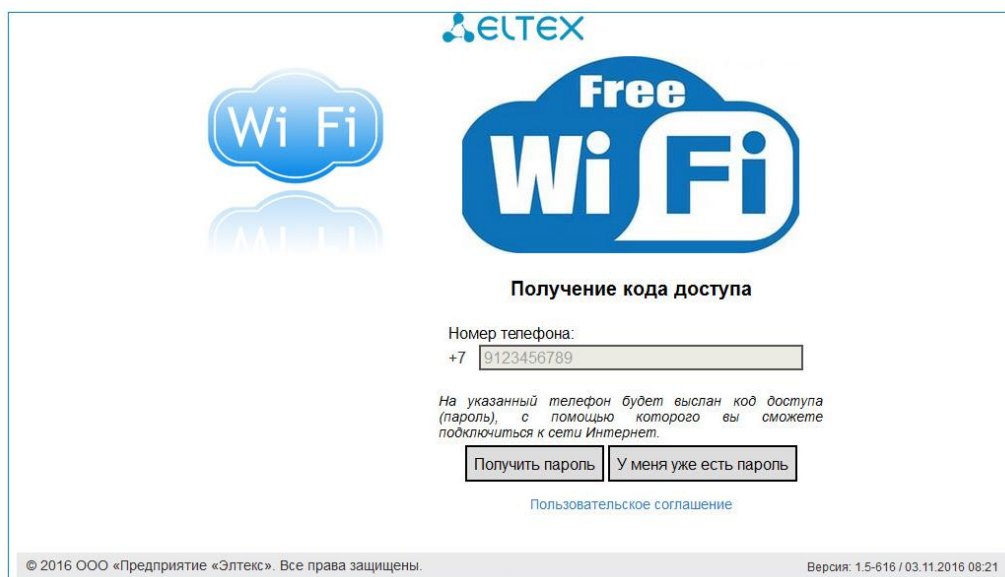 ELTEX
Wi Fi
Free
Wi Fi
Получение кода доступа
Номер телефона:
+7 9123456789
На указанный телефон будет выслан код доступа
(пароль), с помощью которого вы сможете
подключиться к сети Интернет.
Получить пароль У меня уже есть пароль
Пользовательское соглашение
© 2016 ООО «Предприятие «Элтекс». Все права защищены. Версия: 1.5-616 / 03.11.2016 08:21